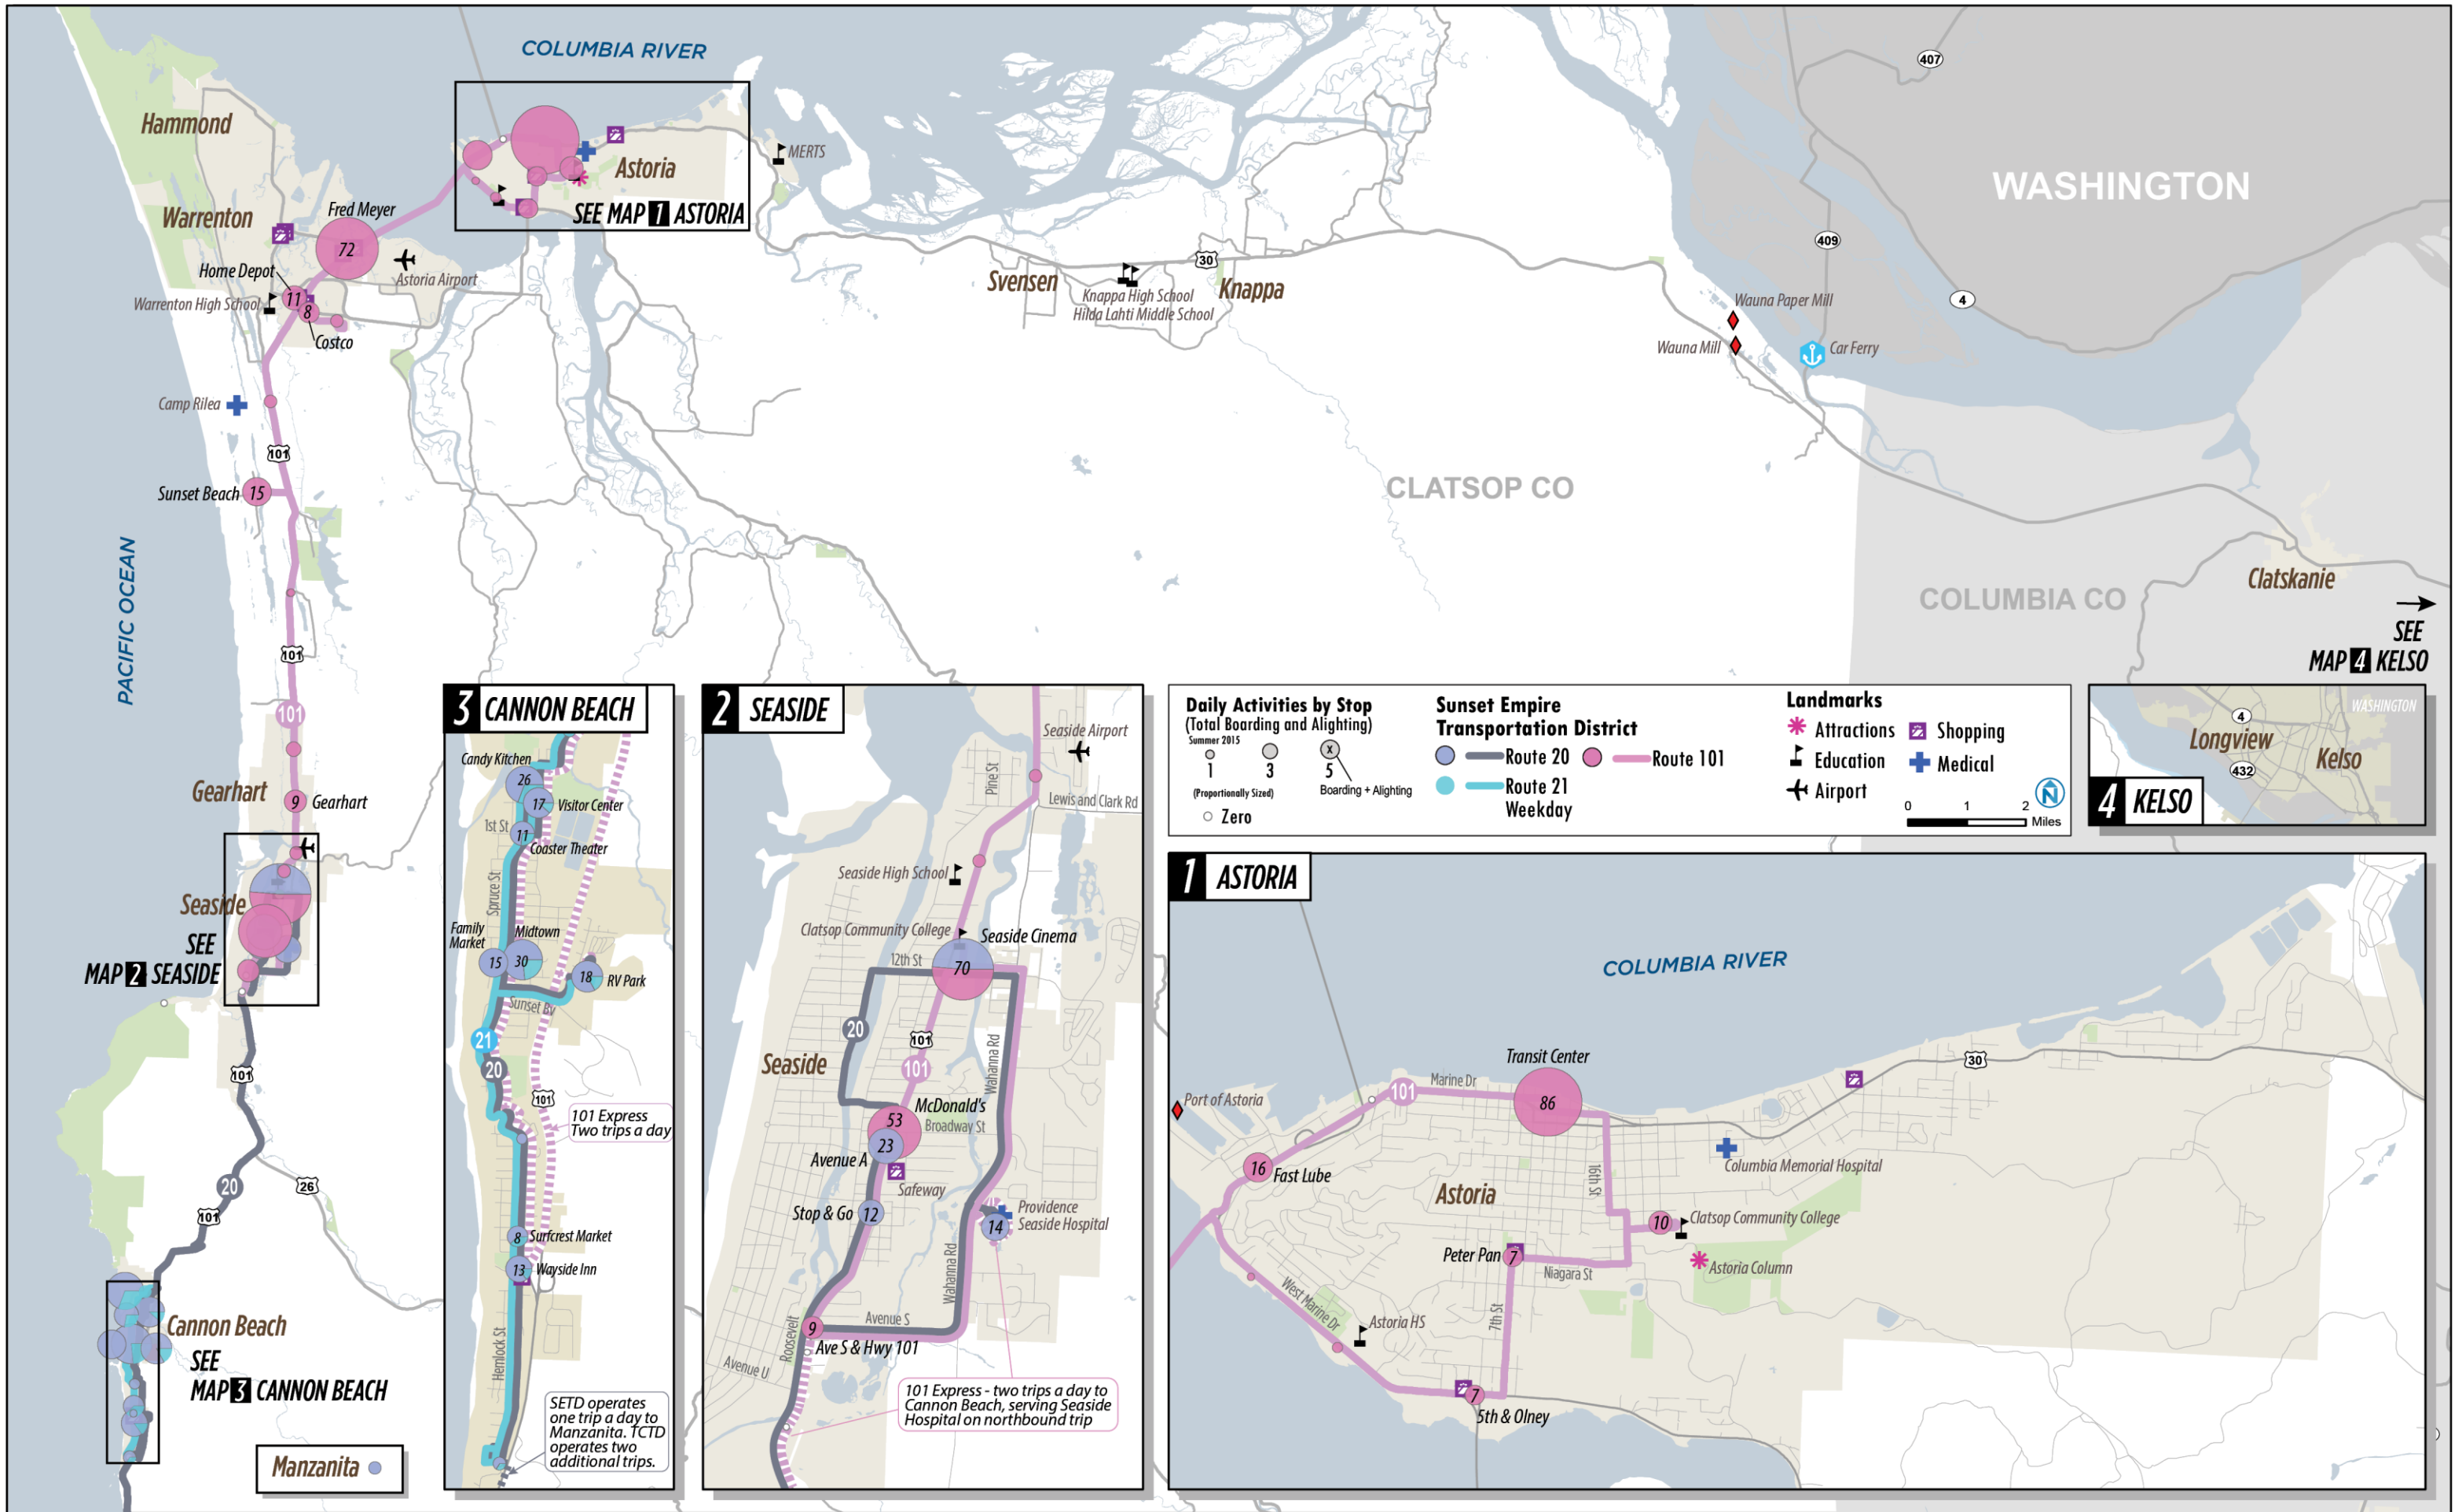 COLUMBIA RIVER
407
Hammond
WASHINGTON
MERTS
Astoria
SEE MAP 1 ASTORIA
Warrenton
Fred Meyer
72
409
Home Depot
Astoria Airport
30
Svensen
Knappa
Knappa High School
Hilda Lahti Middle School
4
Warrenton High School
11
8
Costco
Wauna Paper Mill
Wauna Mill
Car Ferry
Camp Rilea
101
Sunset Beach
15
CLATSOP CO
PACIFIC OCEAN
Clatskanie
COLUMBIA CO
SEE
MAP 4 KELSO
101
101
Gearhart
9
Gearhart
Seaside
SEE
MAP 2 SEASIDE
101
20
26
101
Cannon Beach
SEE
MAP 3 CANNON BEACH
Manzanita
3 CANNON BEACH
Candy Kitchen
26
17
Visitor Center
1st St
11
Coaster Theater
Spruce St
Family
Market
Midtown
15
30
18
RV Park
Sunset Bv
21
20
101
101 Express
Two trips a day
8
Surfcrest Market
13
Wayside Inn
Hemlock St
SETD operates
one trip a day to
Manzanita. TCTD
operates two
additional trips.
2 SEASIDE
Seaside Airport
Pine St
Lewis and Clark Rd
Seaside High School
Clatsop Community College
Seaside Cinema
12th St
70
20
101
Wahanna Rd
Seaside
101
McDonald's
53
Broadway St
23
Avenue A
Safeway
Stop & Go
12
Providence
Seaside Hospital
14
Wahanna Rd
Avenue S
9
Ave S & Hwy 101
Roosevelt
Avenue U
101 Express - two trips a day to
Cannon Beach, serving Seaside
Hospital on northbound trip
Daily Activities by Stop
(Total Boarding and Alighting)
Summer 2015
X
1
3
5
(Proportionally Sized)
Boarding + Alighting
Zero
Sunset Empire
Transportation District
Route 20
Route 101
Route 21
Weekday
Landmarks
Attractions
Shopping
Education
Medical
Airport
N
0
1
2
Miles
WASHINGTON
4
Longview
Kelso
432
4 KELSO
1 ASTORIA
COLUMBIA RIVER
Transit Center
86
30
101
Marine Dr
Port of Astoria
16
Fast Lube
Columbia Memorial Hospital
16th St
Astoria
10
Clatsop Community College
Peter Pan
7
Niagara St
Astoria Column
West Marine Dr
Astoria HS
7th St
7
5th & Olney